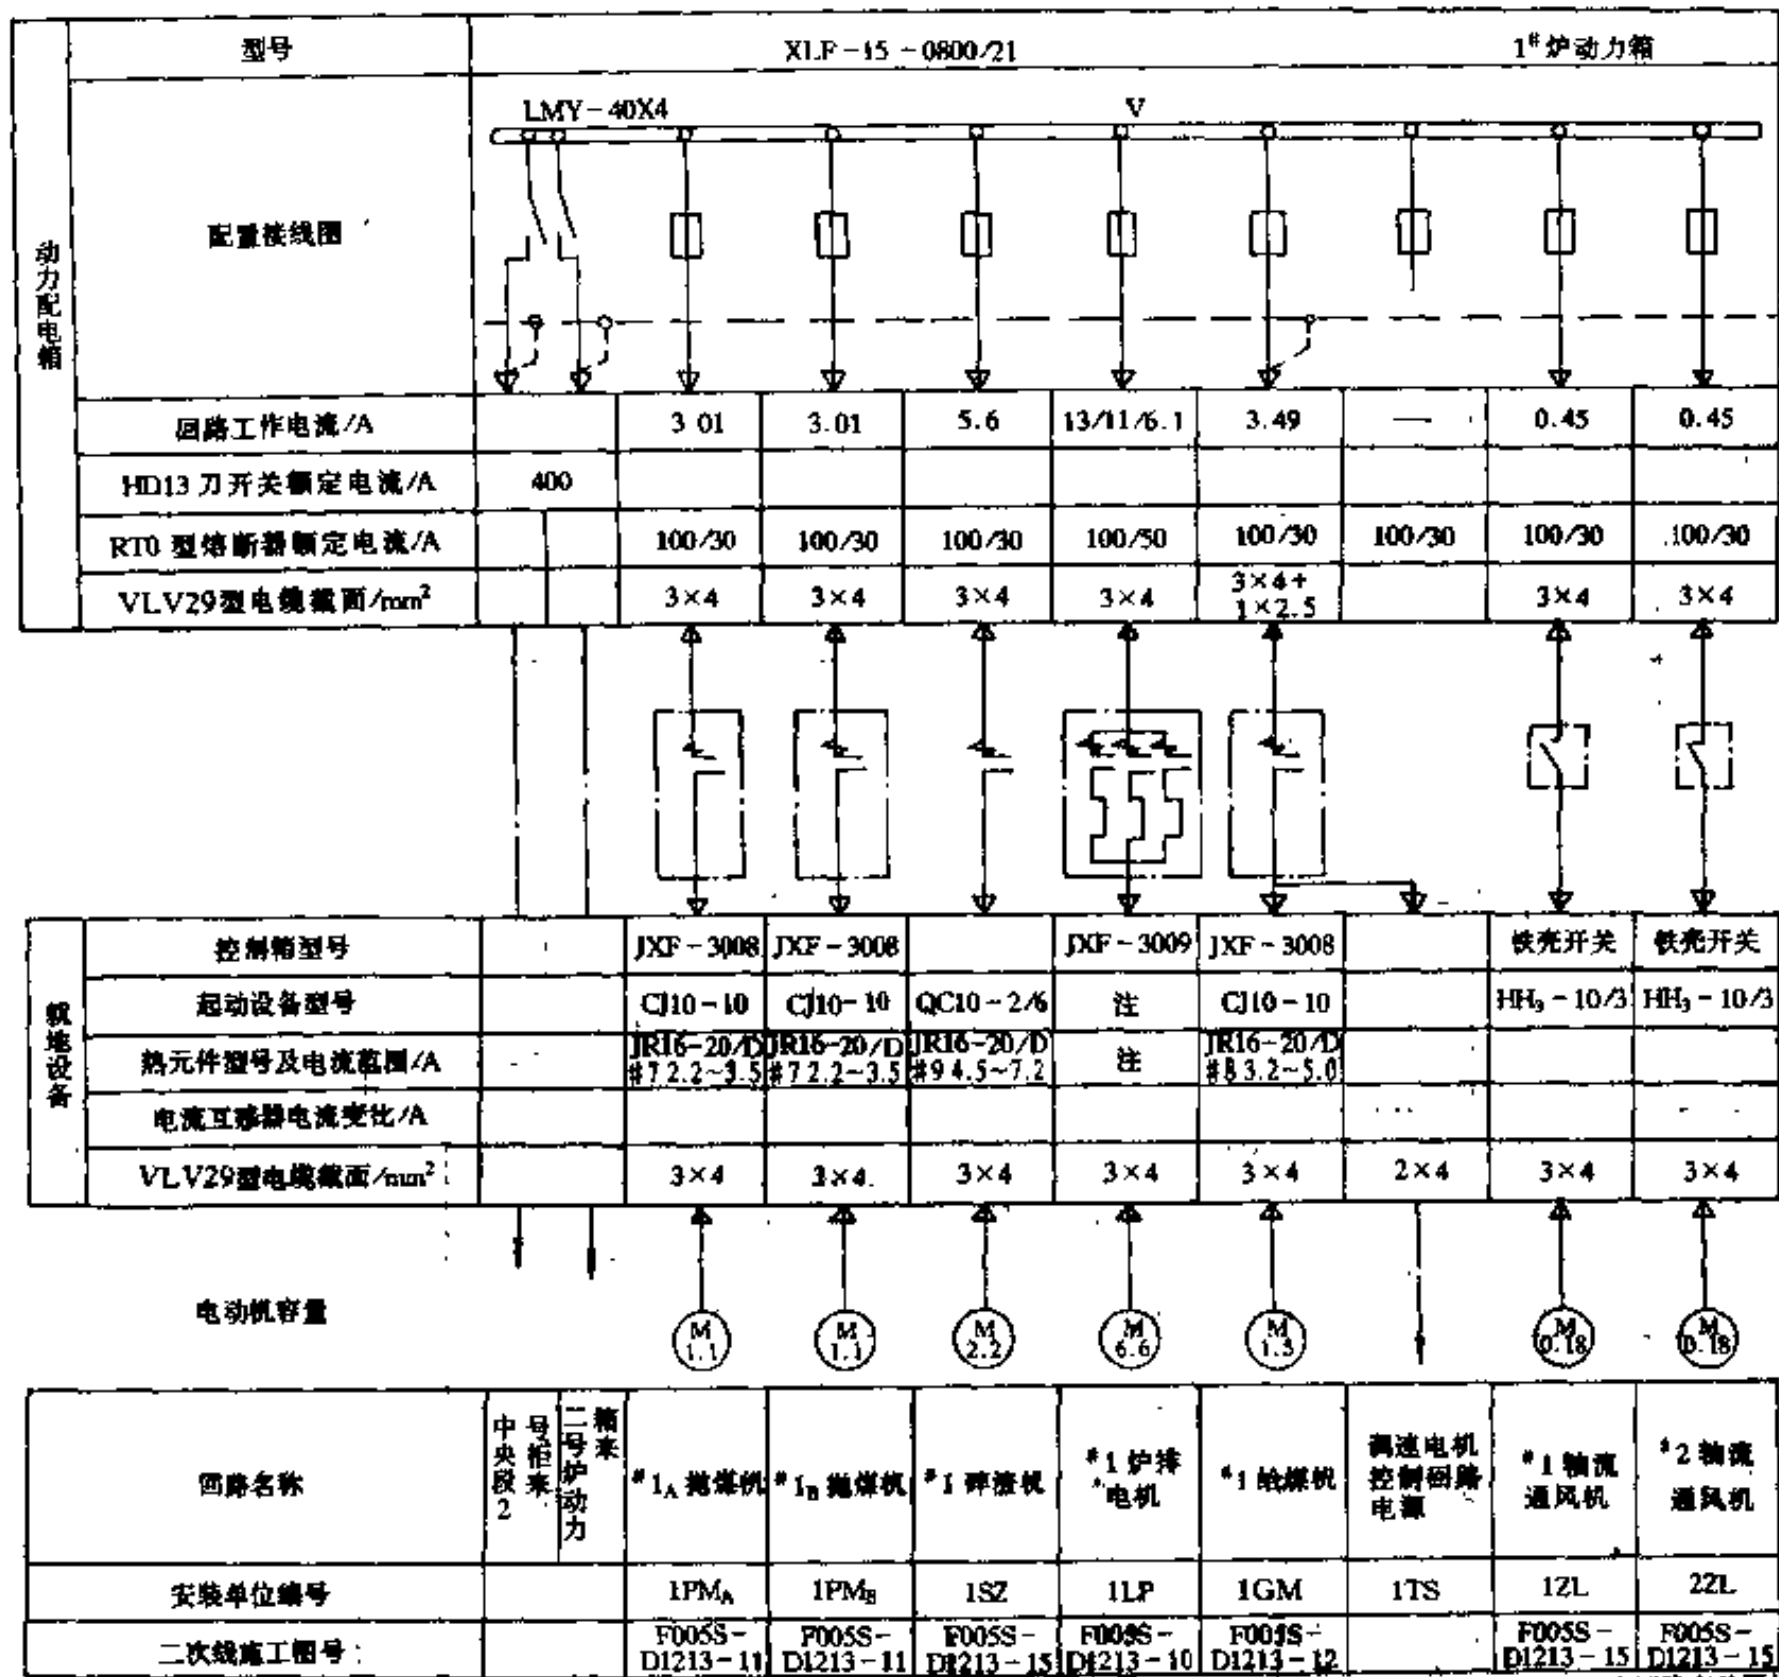 型号 XLF-15-0800/21 1#炉动力箱
LMY-40X4 V
配置接线图
动力配电箱
回路工作电流/A 3.01 3.01 5.6 13/11/6.1 3.49 — 0.45 0.45
HD13 刀开关额定电流/A 400
RT0 型熔断器额定电流/A 100/30 100/30 100/30 100/50 100/30 100/30 100/30 100/30
VLV29型电缆截面/mm² 3×4 3×4 3×4 3×4 3×4+ 3×4 3×4
1×2.5
就地设备
控制箱型号 JXF-3008 JXF-3008 JXF-3009 JXF-3008 铁壳开关 铁壳开关
起动设备型号 CJ10-10 CJ10-10 QC10-2/6 注 CJ10-10 HH₃-10/3 HH₃-10/3
热元件型号及电流范围/A JR16-20/D JR16-20/D JR16-20/D 注 JR16-20/D
#7 2.2~3.5 #7 2.2~3.5 #9 4.5~7.2 #8 3.2~5.0
电流互感器电流变比/A
VLV29型电缆截面/mm² 3×4 3×4 3×4 3×4 3×4 2×4 3×4 3×4
电动机容量
M M M M M M M
1.1 1.1 2.2 6.6 1.5 0.18 0.18
回路名称
中央段2
号柜来
二号炉动力
箱来
#1A 抛煤机
#1B 抛煤机
#1 碎渣机
#1 炉排
电机
#1 给煤机
调速电机
控制回路
电源
#1 轴流
通风机
#2 轴流
通风机
安装单位编号 1PMA 1PMB 1SZ 1LP 1GM 1TS 1ZL 2ZL
二次线施工图号 F005S- F005S- F005S- F005S- F005S- F005S- F005S-
D1213-11 D1213-11 D1213-15 D1213-10 D1213-12 D1213-15 D1213-15